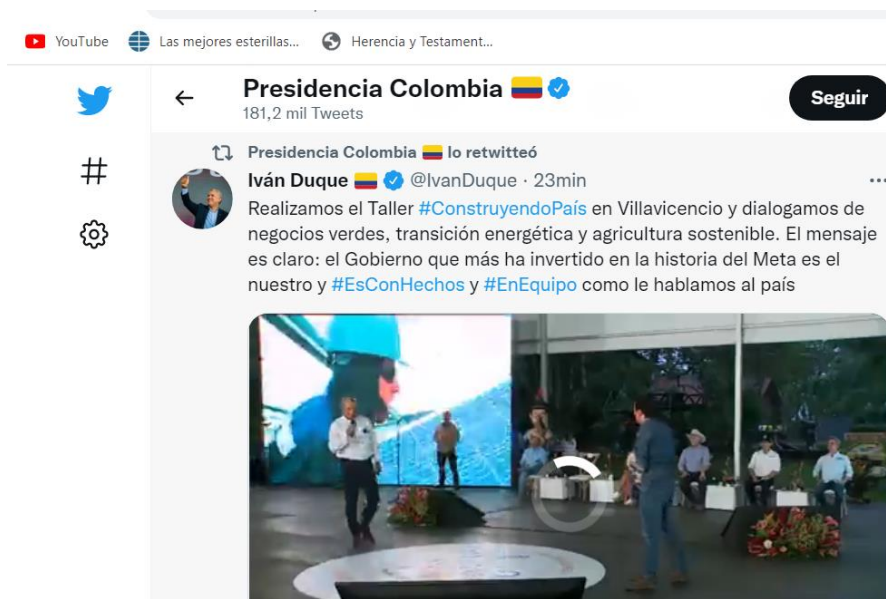 YouTube
Las mejores esterillas...
Herencia y Testament...
Presidencia Colombia
181,2 mil Tweets
Seguir
Presidencia Colombia lo retwitteó
Iván Duque @IvanDuque · 23min
Realizamos el Taller #ConstruyendoPaís en Villavicencio y dialogamos de
negocios verdes, transición energética y agricultura sostenible. El mensaje
es claro: el Gobierno que más ha invertido en la historia del Meta es el
nuestro y #EsConHechos y #EnEquipo como le hablamos al país